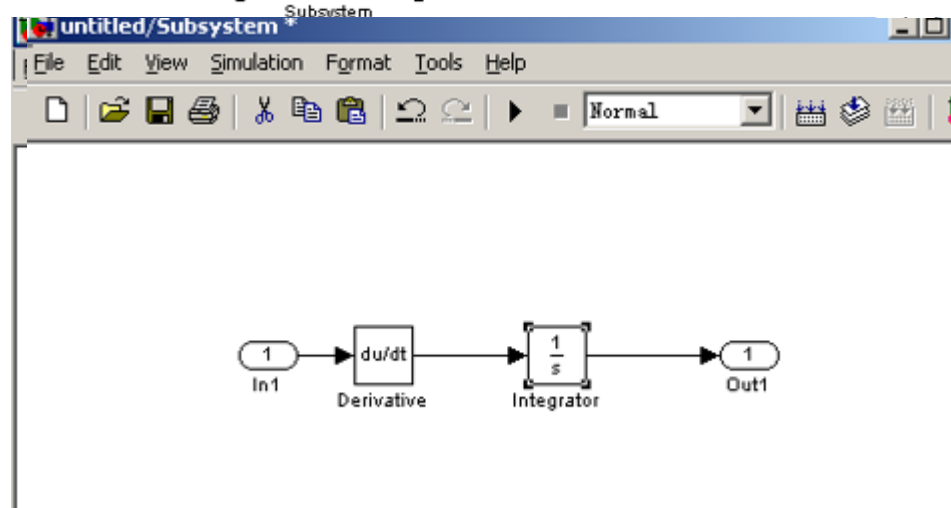 Subsystem
untitled/Subsystem *
File Edit View Simulation Format Tools Help
Normal
1 du/dt 1 1
s
In1 Derivative Integrator Out1